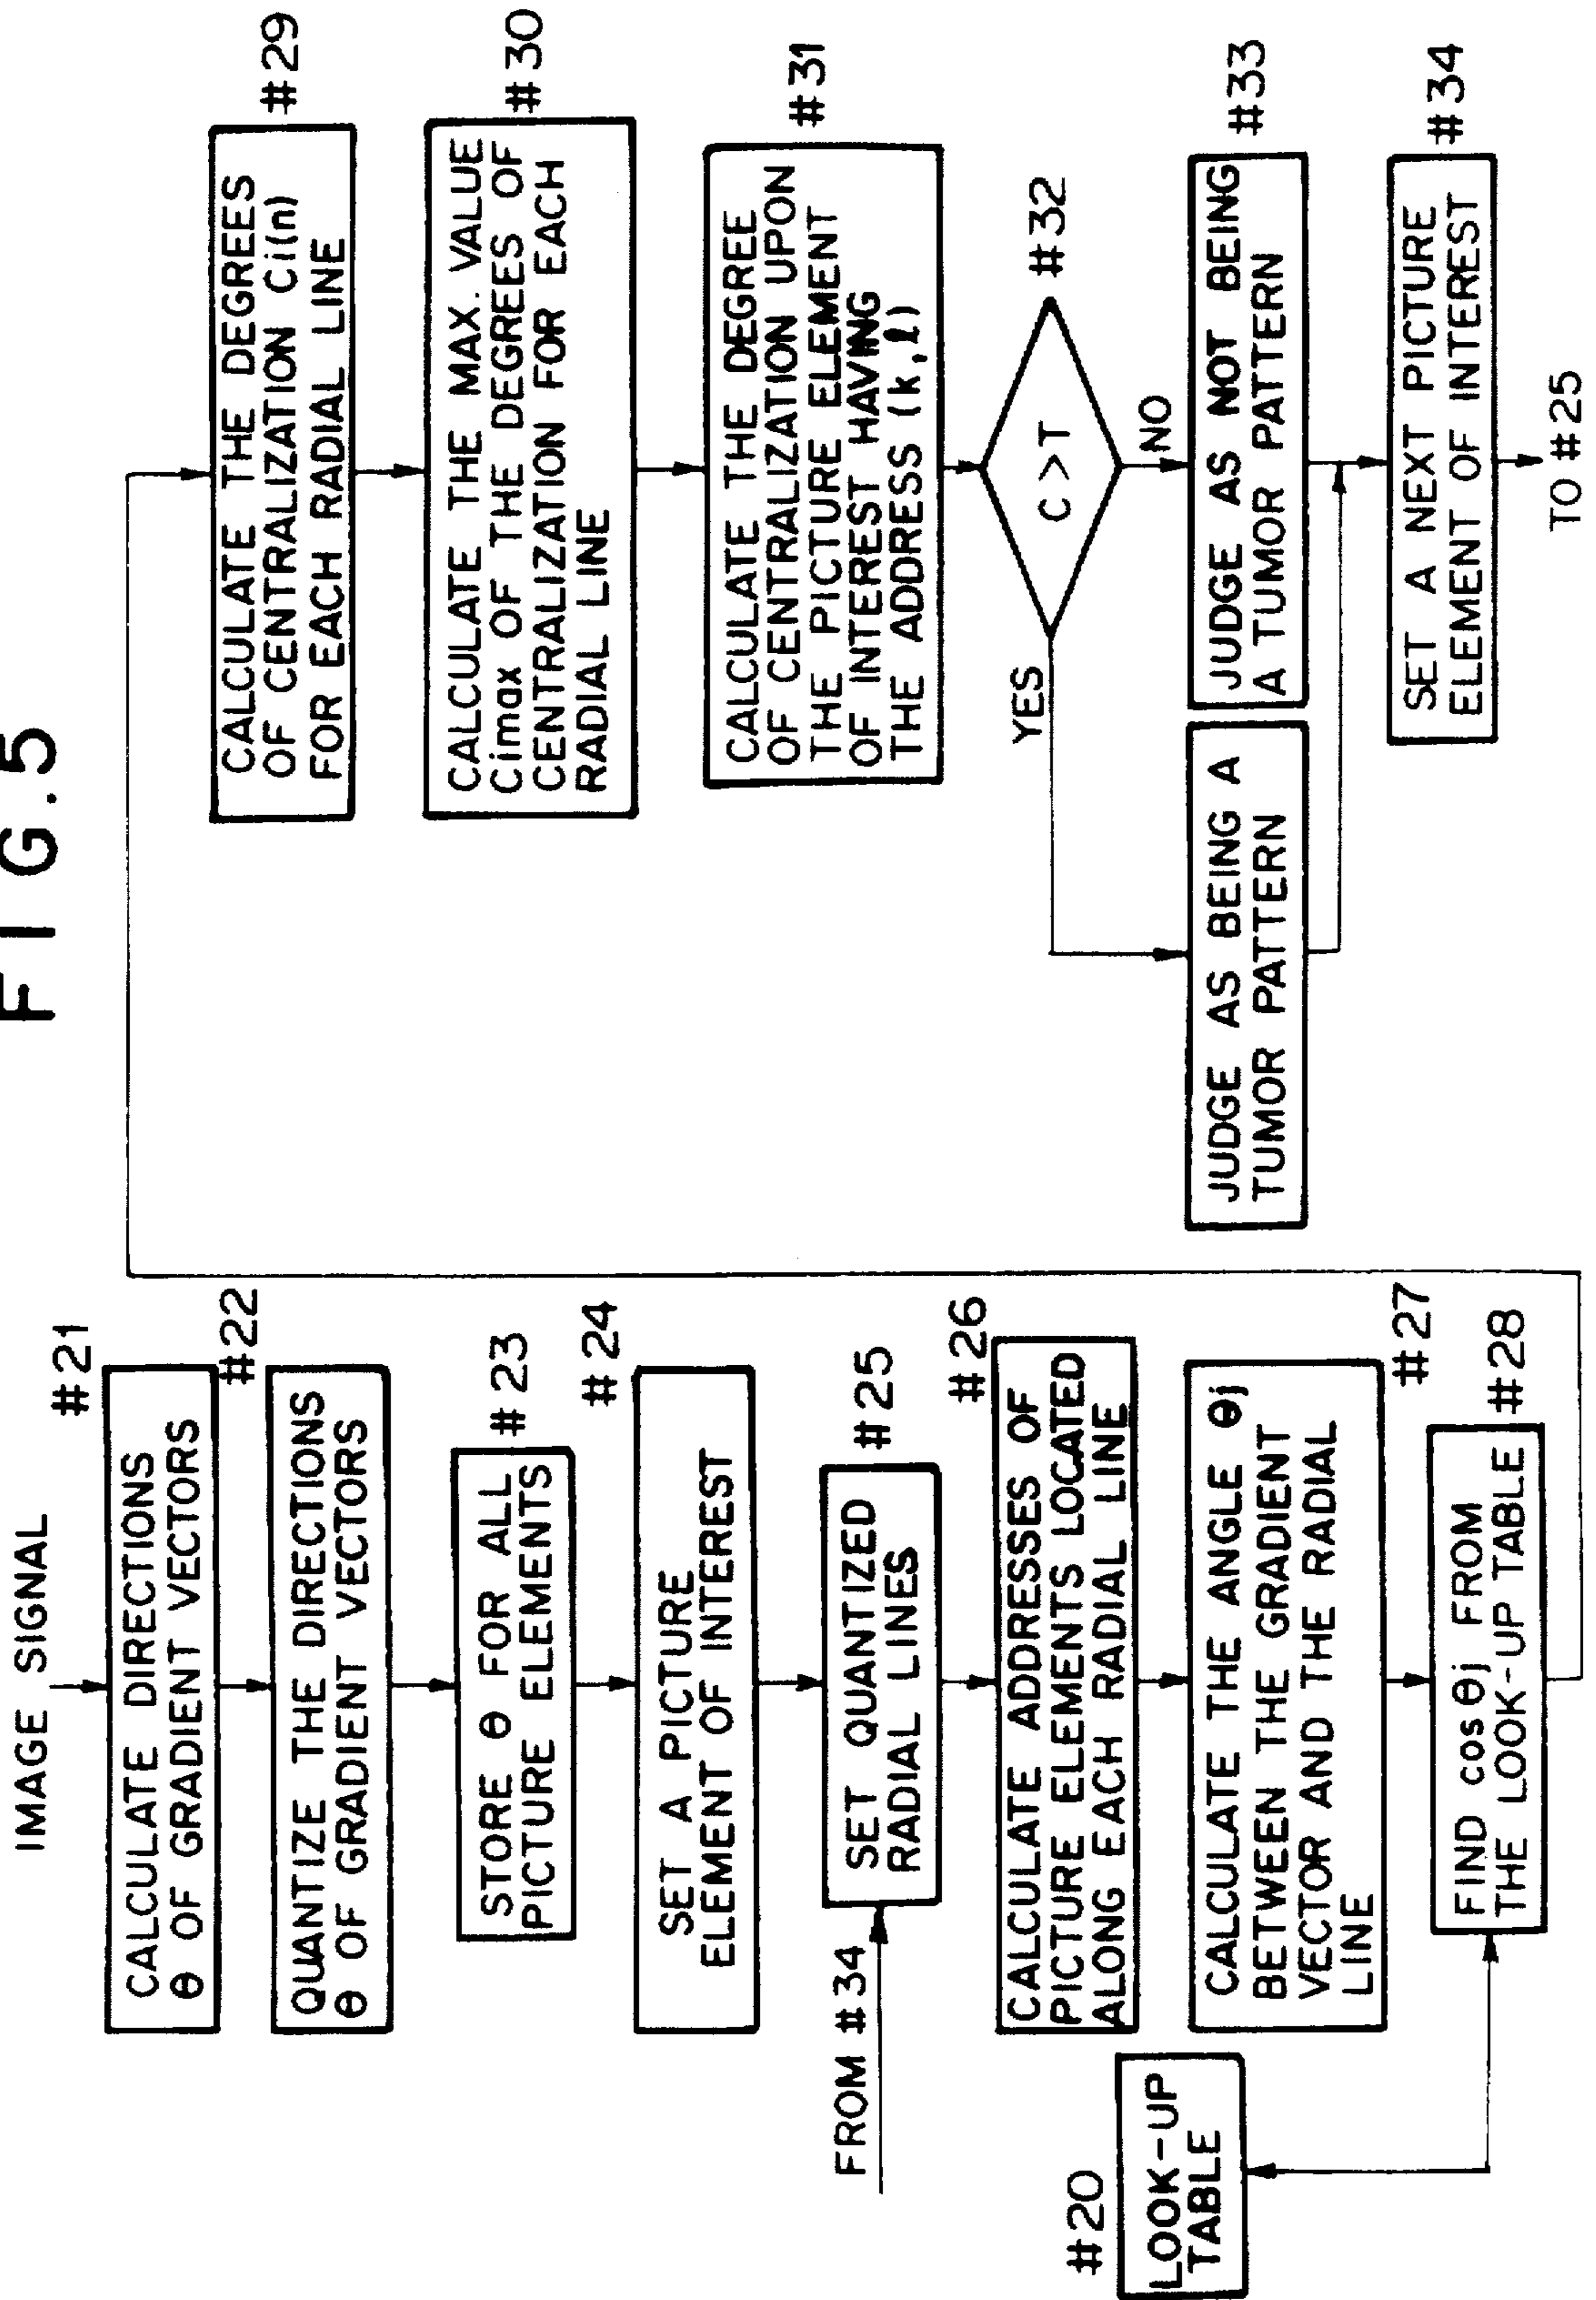 FIG.5
IMAGE SIGNAL
#21
CALCULATE DIRECTIONS
θ OF GRADIENT VECTORS
#22
QUANTIZE THE DIRECTIONS
θ OF GRADIENT VECTORS
#23
STORE θ FOR ALL
PICTURE ELEMENTS
#24
SET A PICTURE
ELEMENT OF INTEREST
#25
FROM #34
SET QUANTIZED
RADIAL LINES
#26
CALCULATE ADDRESSES OF
PICTURE ELEMENTS LOCATED
ALONG EACH RADIAL LINE
#20
LOOK-UP
TABLE
CALCULATE THE ANGLE θj
BETWEEN THE GRADIENT
VECTOR AND THE RADIAL
LINE
#27
FIND cosθj FROM
THE LOOK-UP TABLE
#28
CALCULATE THE DEGREES
OF CENTRALIZATION Ci(n)
FOR EACH RADIAL LINE
#29
CALCULATE THE MAX. VALUE
Cimax OF THE DEGREES OF
CENTRALIZATION FOR EACH
RADIAL LINE
#30
CALCULATE THE DEGREE
OF CENTRALIZATION UPON
THE PICTURE ELEMENT
OF INTEREST HAVING
THE ADDRESS (k,ℓ)
#31
C>T
#32
YES
NO
JUDGE AS BEING A
TUMOR PATTERN
JUDGE AS NOT BEING
A TUMOR PATTERN
#33
SET A NEXT PICTURE
ELEMENT OF INTEREST
#34
TO #25